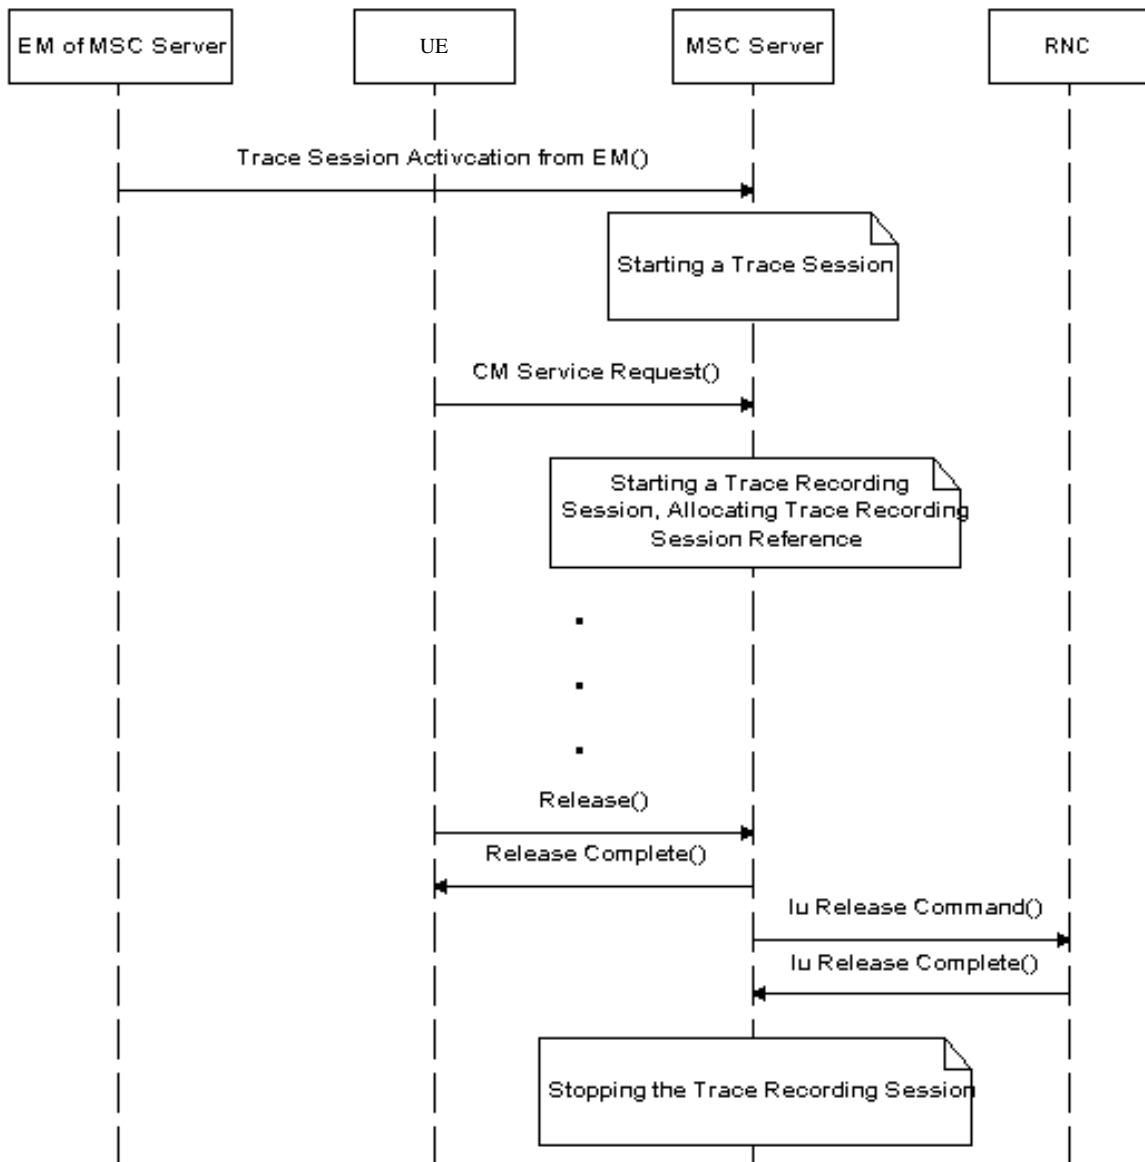 EM of MSC Server
UE
MSC Server
RNC
Trace Session Activcation from EM()
Starting a Trace Session
CM Service Request()
Starting a Trace Recording
Session, Allocating Trace Recording
Session Reference
Release()
Release Complete()
Iu Release Command()
Iu Release Complete()
Stopping the Trace Recording Session